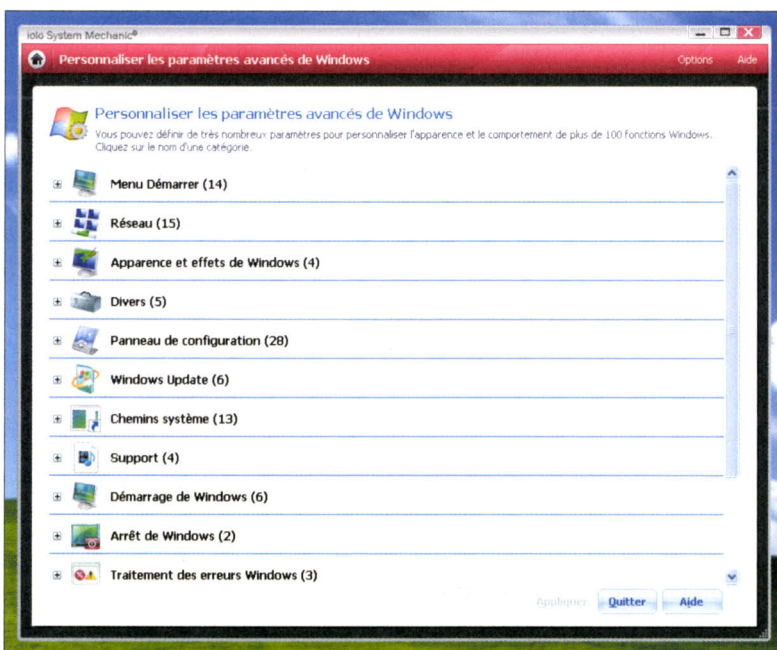 iolo System Mechanic®
Personnaliser les paramètres avancés de Windows
Options Aide
Personnaliser les paramètres avancés de Windows
Vous pouvez définir de très nombreux paramètres pour personnaliser l'apparence et le comportement de plus de 100 fonctions Windows.
Cliquez sur le nom d'une catégorie.
Menu Démarrer (14)
Réseau (15)
Apparence et effets de Windows (4)
Divers (5)
Panneau de configuration (28)
Windows Update (6)
Chemins système (13)
Support (4)
Démarrage de Windows (6)
Arrêt de Windows (2)
Traitement des erreurs Windows (3)
Appliquer Quitter Aide